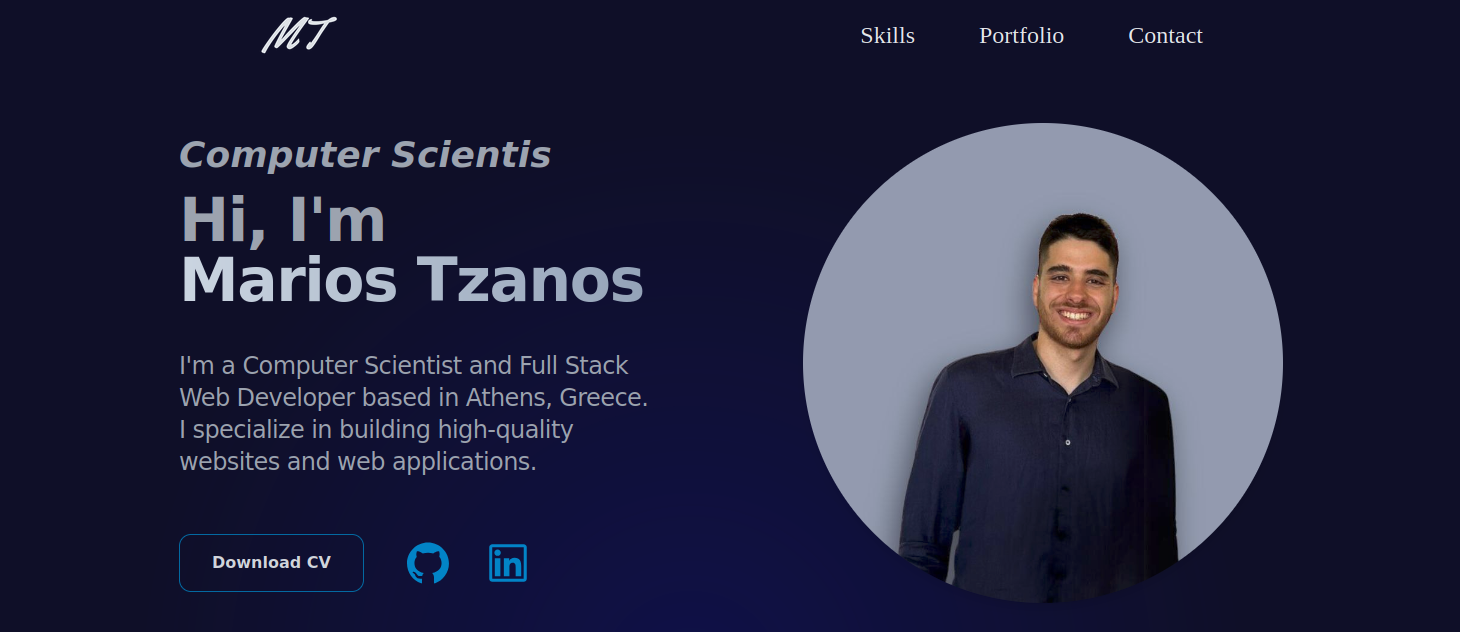 MT
Skills Portfolio Contact
Computer Scientis
Hi, I'm
Marios Tzanos
I'm a Computer Scientist and Full Stack
Web Developer based in Athens, Greece.
I specialize in building high-quality
websites and web applications.
Download CV
in